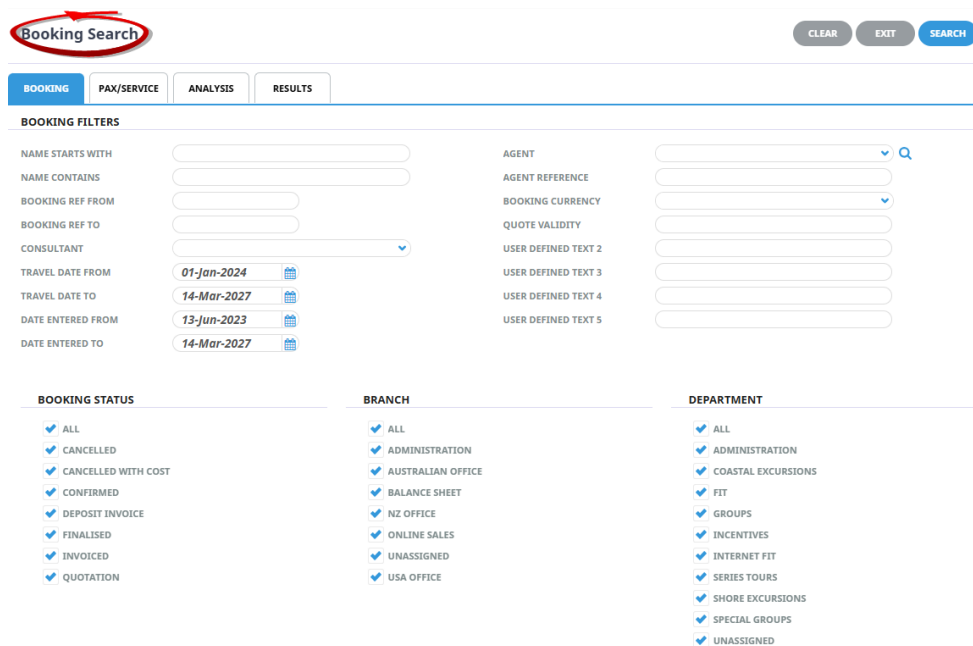 Booking Search
CLEAR EXIT SEARCH
BOOKING PAX/SERVICE ANALYSIS RESULTS
BOOKING FILTERS
NAME STARTS WITH
NAME CONTAINS
BOOKING REF FROM
BOOKING REF TO
CONSULTANT
TRAVEL DATE FROM 01-Jan-2024
TRAVEL DATE TO 14-Mar-2027
DATE ENTERED FROM 13-Jun-2023
DATE ENTERED TO 14-Mar-2027
AGENT
AGENT REFERENCE
BOOKING CURRENCY
QUOTE VALIDITY
USER DEFINED TEXT 2
USER DEFINED TEXT 3
USER DEFINED TEXT 4
USER DEFINED TEXT 5
BOOKING STATUS
ALL
CANCELLED
CANCELLED WITH COST
CONFIRMED
DEPOSIT INVOICE
FINALISED
INVOICED
QUOTATION
BRANCH
ALL
ADMINISTRATION
AUSTRALIAN OFFICE
BALANCE SHEET
NZ OFFICE
ONLINE SALES
UNASSIGNED
USA OFFICE
DEPARTMENT
ALL
ADMINISTRATION
COASTAL EXCURSIONS
FIT
GROUPS
INCENTIVES
INTERNET FIT
SERIES TOURS
SHORE EXCURSIONS
SPECIAL GROUPS
UNASSIGNED